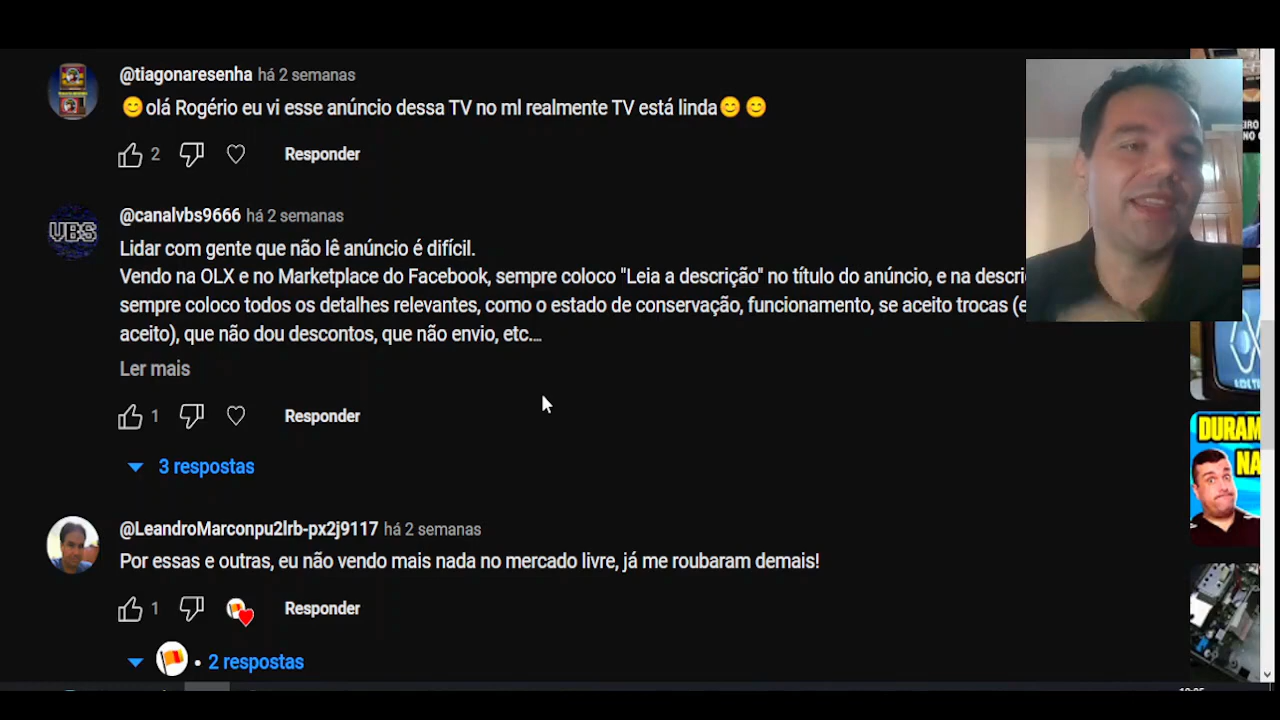 @tiagonaresenha há 2 semanas
😊olá Rogério eu vi esse anúncio dessa TV no ml realmente TV está linda😊😊
2 Responder
@canalvbs9666 há 2 semanas
VBS
Lidar com gente que não lê anúncio é difícil.
Vendo na OLX e no Marketplace do Facebook, sempre coloco "Leia a descrição" no título do anúncio, e na descri
sempre coloco todos os detalhes relevantes, como o estado de conservação, funcionamento, se aceito trocas (e
aceito), que não dou descontos, que não envio, etc....
Ler mais
1 Responder
3 respostas
DURAM
NA
@LeandroMarconpu2lrb-px2j9117 há 2 semanas
Por essas e outras, eu não vendo mais nada no mercado livre, já me roubaram demais!
1 Responder
• 2 respostas